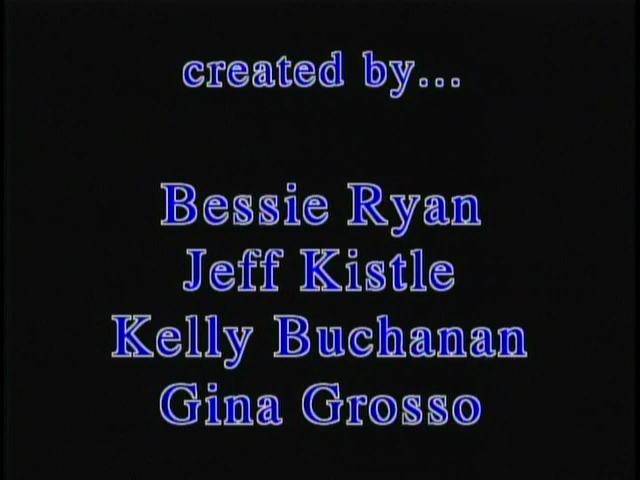 created by...
Bessie Ryan
Jeff Kistle
Kelly Buchanan
Gina Grosso